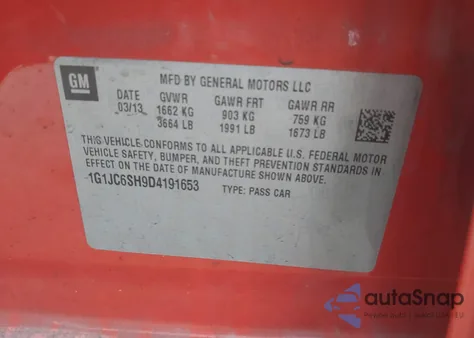 GM
MFD BY GENERAL MOTORS LLC
DATE GVWR GAWR FRT GAWR RR
03/13 1662 KG 903 KG 759 KG
3664 LB 1991 LB 1673 LB
THIS VEHICLE CONFORMS TO ALL APPLICABLE U.S. FEDERAL MOTOR
VEHICLE SAFETY, BUMPER, AND THEFT PREVENTION STANDARDS IN
EFFECT ON THE DATE OF MANUFACTURE SHOWN ABOVE.
1G1JC6SH9D4191653 TYPE: PASS CAR
autoSnap